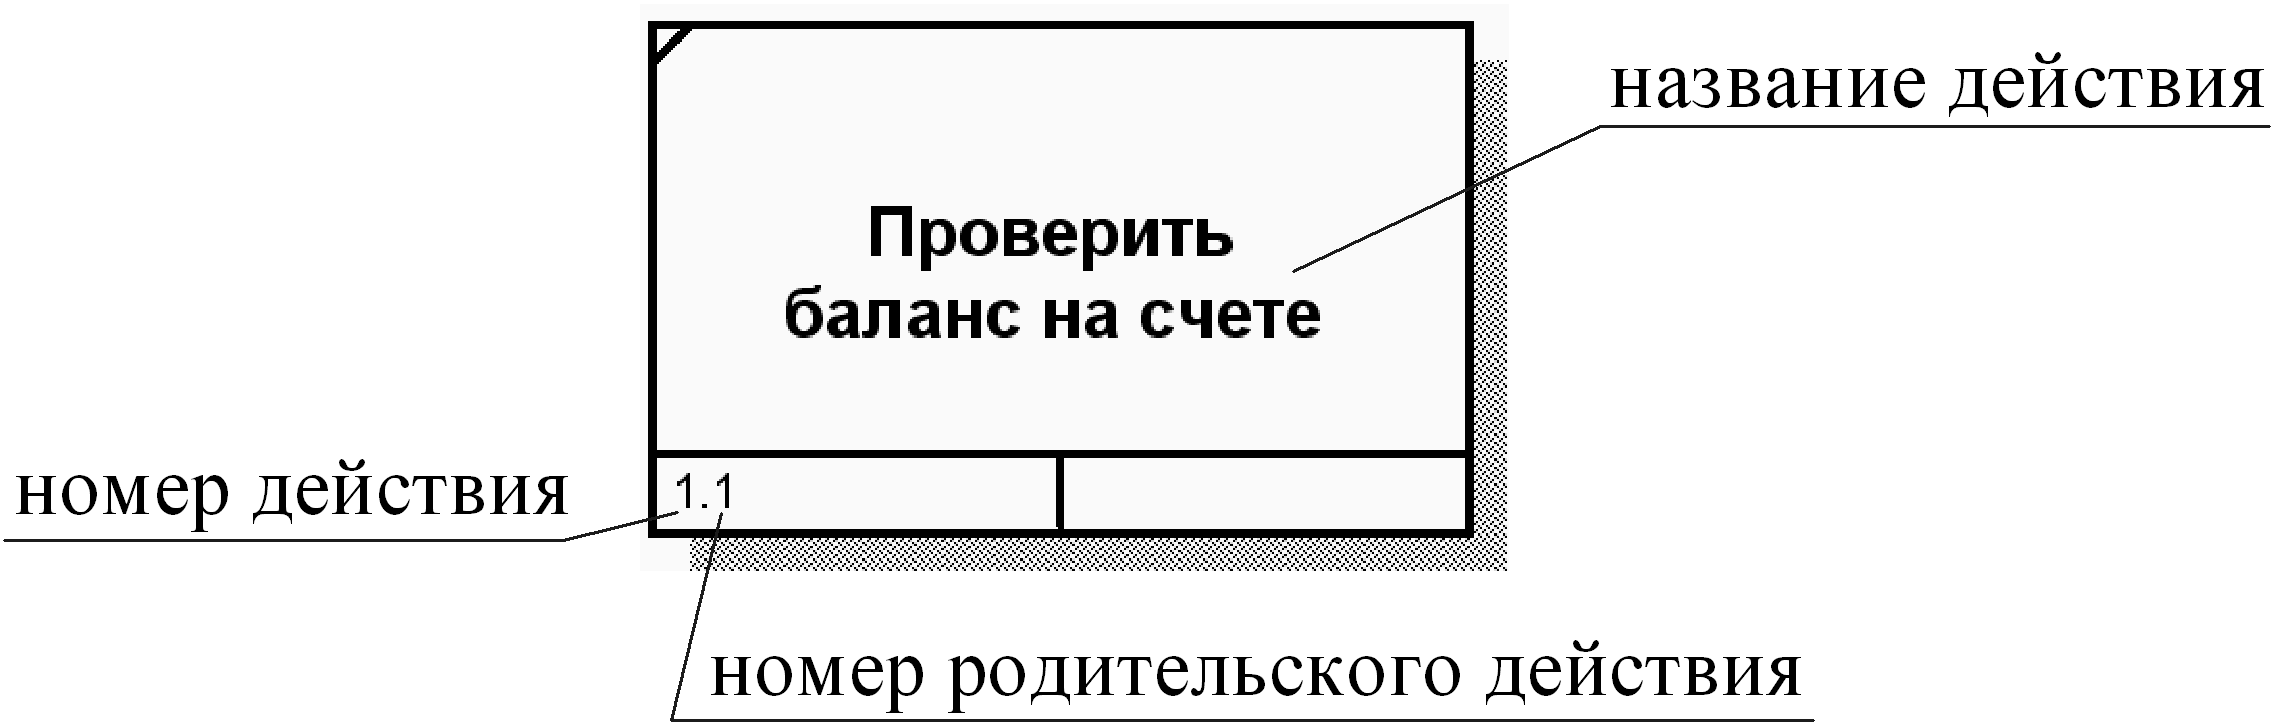 название действия
Проверить
баланс на счете
номер действия
1.1
номер родительского действия